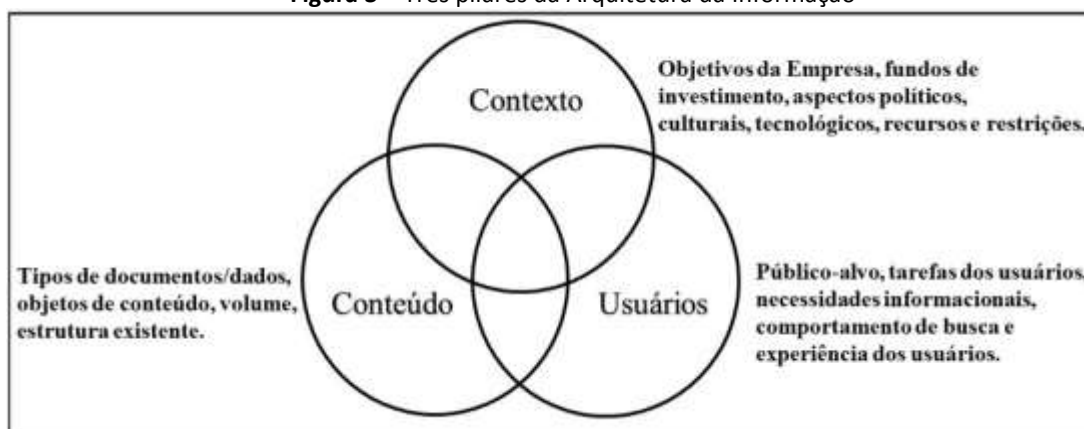 Figura – Três pilares da Arquitetura da Informação
Contexto
Objetivos da Empresa, fundos de
investimento, aspectos políticos,
culturais, tecnológicos, recursos e restrições.
Tipos de documentos/dados,
objetos de conteúdo, volume,
estrutura existente.
Conteúdo
Usuários
Público-alvo, tarefas dos usuários,
necessidades informacionais,
comportamento de busca e
experiência dos usuários.